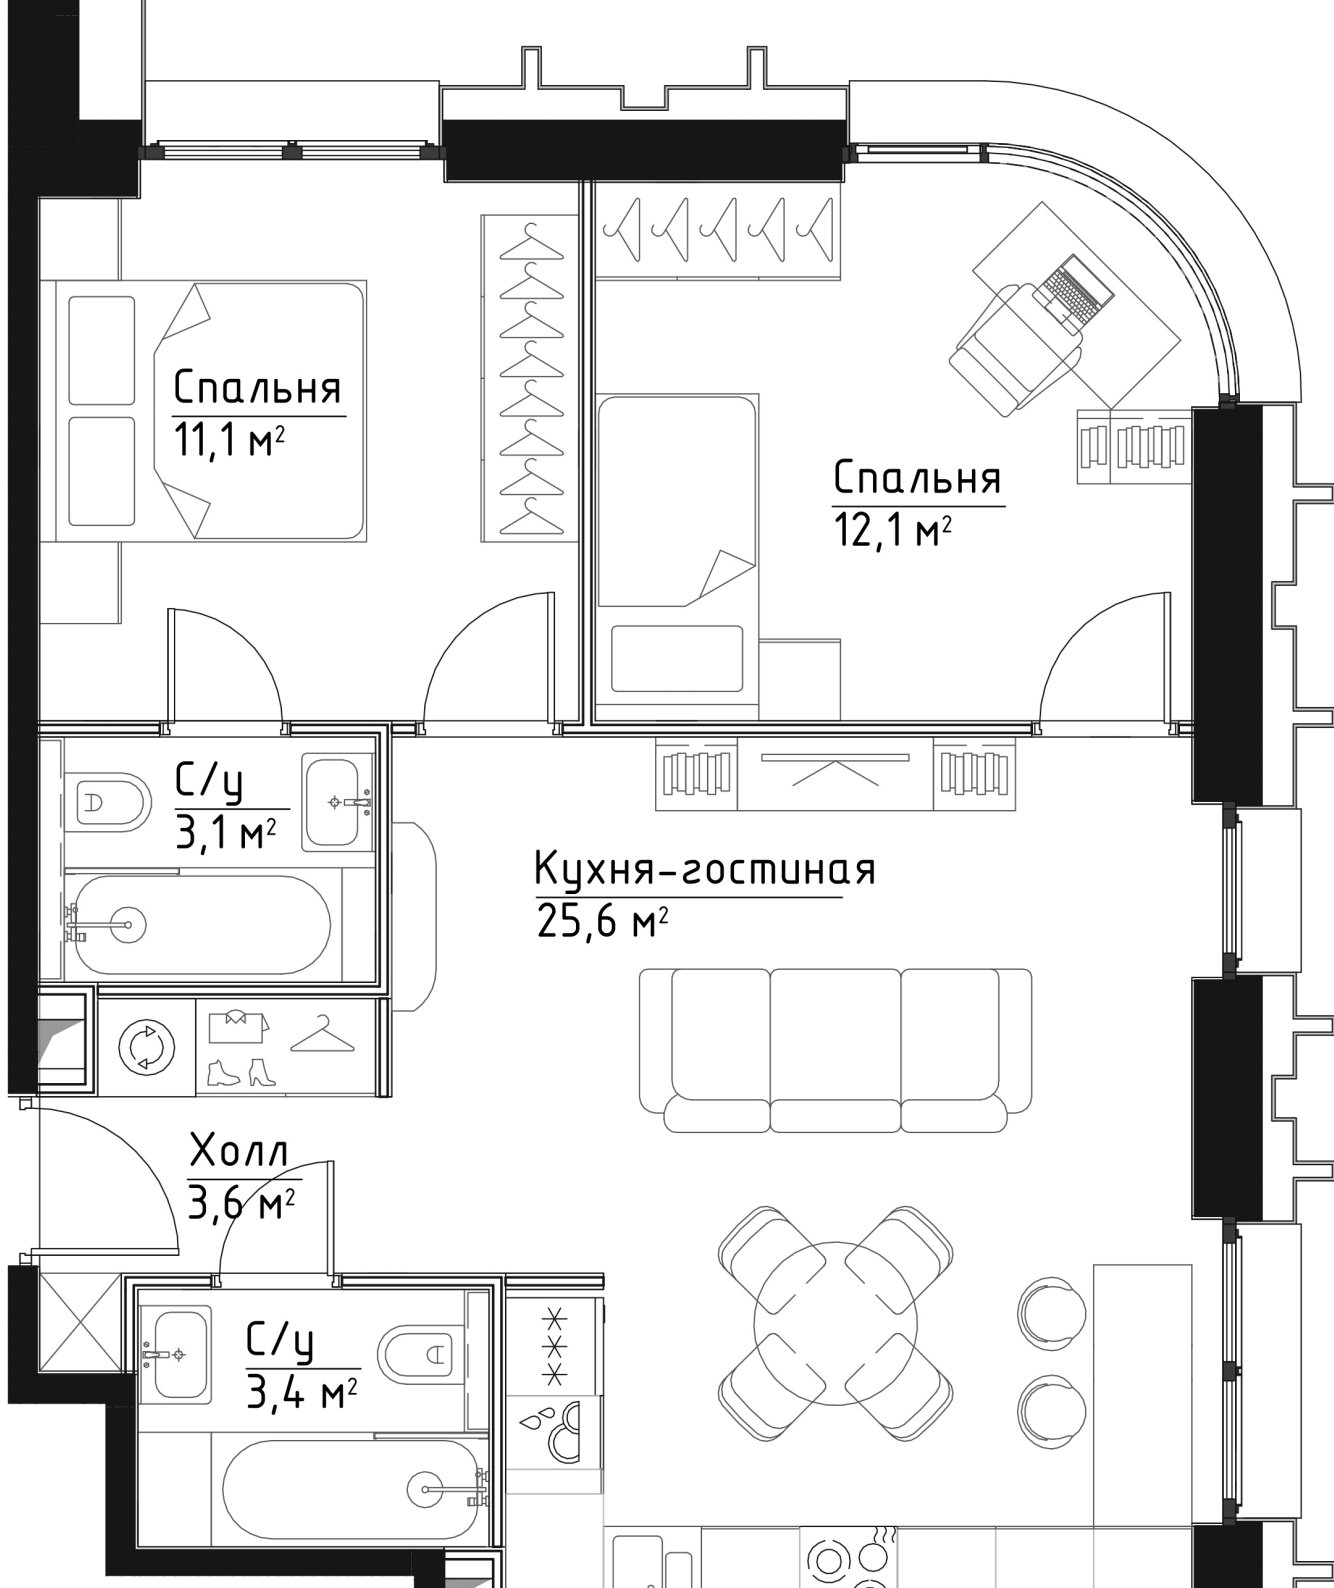 Спальня
11,1 м²
Спальня
12,1 м²
С/у
3,1 м²
Кухня-гостиная
25,6 м²
Холл
3,6 м²
С/у
3,4 м²